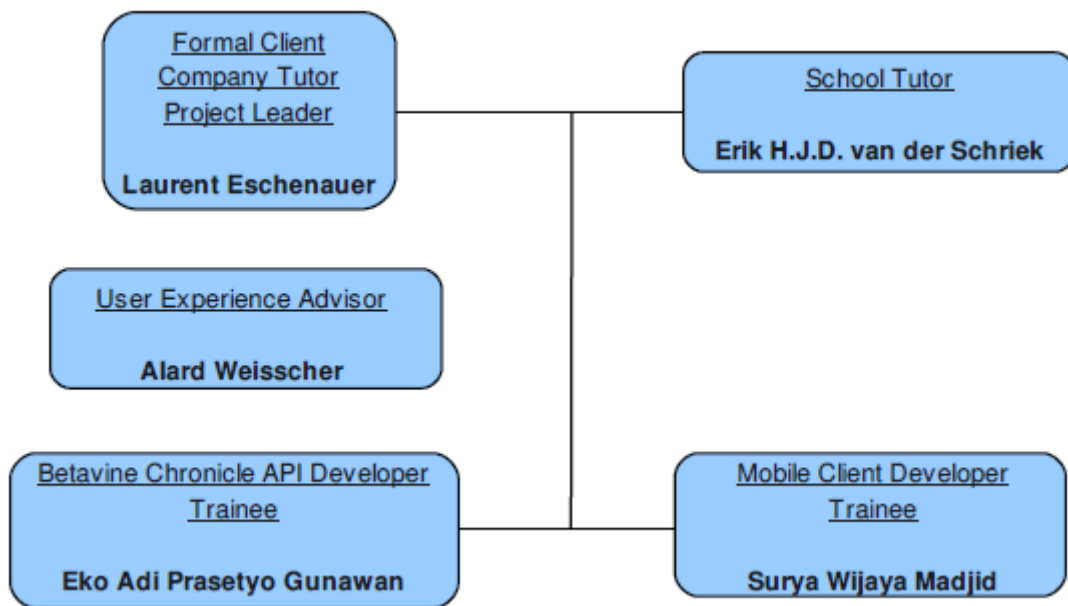 Formal Client
Company Tutor
Project Leader
Laurent Eschenauer
School Tutor
Erik H.J.D. van der Schriek
User Experience Advisor
Alard Weisscher
Betavine Chronicle API Developer
Trainee
Eko Adi Prasetyo Gunawan
Mobile Client Developer
Trainee
Surya Wijaya Madjid